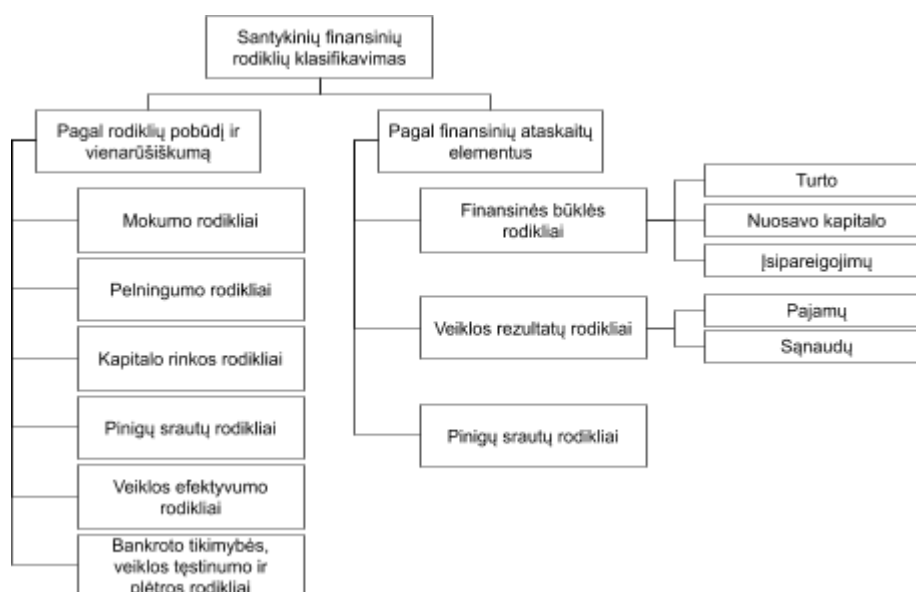 Santykinių finansinių
rodiklių klasifikavimas
Pagal rodiklių pobūdį ir
vienarūšiškumą
Mokumo rodikliai
Pelningumo rodikliai
Kapitalo rinkos rodikliai
Pinigų srautų rodikliai
Veiklos efektyvumo
rodikliai
Bankroto tikimybės,
veiklos tęstinumo ir
plėtros rodikliai
Pagal finansinių ataskaitų
elementus
Finansinės būklės
rodikliai
Turto
Nuosavo kapitalo
Įsipareigojimų
Veiklos rezultatų rodikliai
Pajamų
Sąnaudų
Pinigų srautų rodikliai